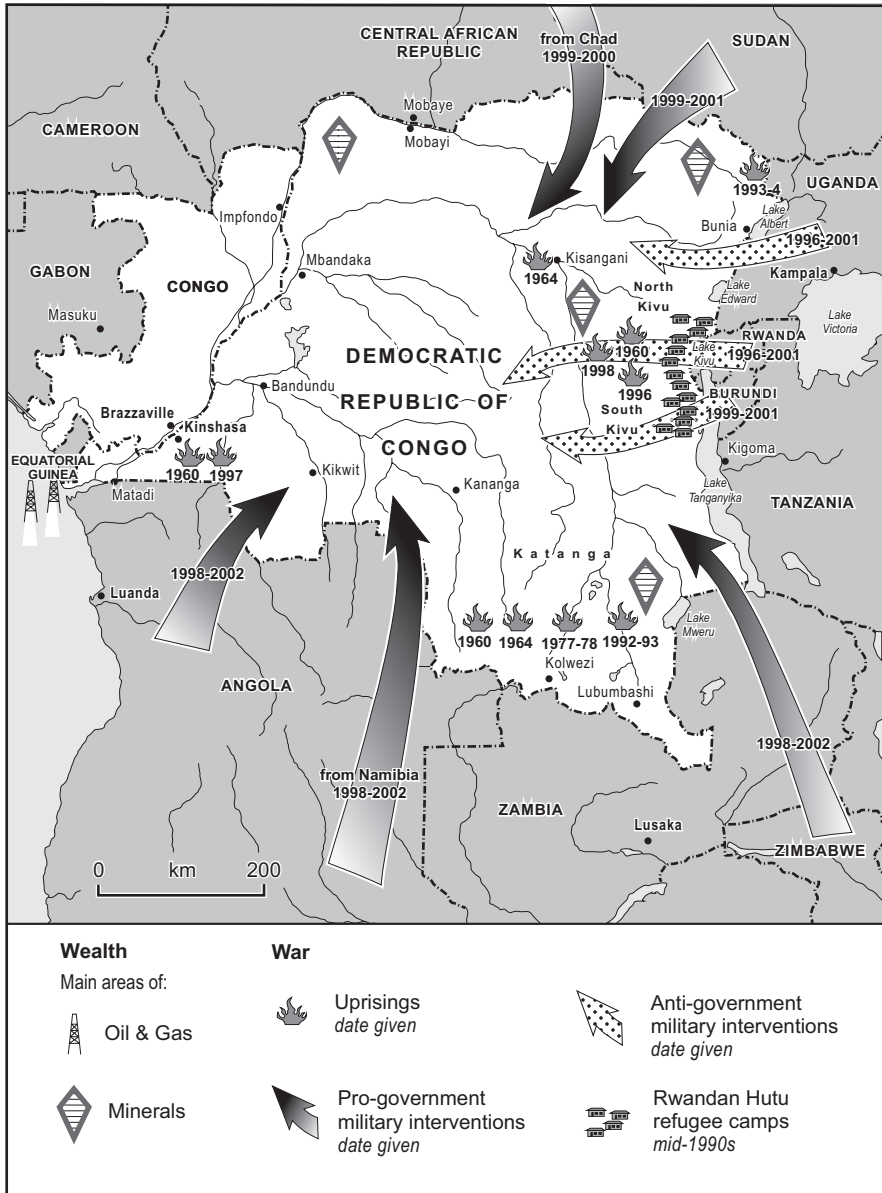 CENTRAL AFRICAN
REPUBLIC
from Chad
1999-2000
SUDAN
1999-2001
CAMEROON
Mobaye
Mobayi
1993-4
UGANDA
Lake
Albert
Impfondo
Bunia
1996-2001
Mbandaka
Kisangani
1964
GABON
CONGO
Kampala
North
Kivu
Lake
Edward
Masuku
Lake
Victoria
DEMOCRATIC
REPUBLIC OF
CONGO
1960
1998
RWANDA
Lake
Kivu
1996-2001
1996
Bandundu
BURUNDI
1999-2001
South
Kivu
Brazzaville
Kinshasa
1960
1997
Kikwit
Kananga
Kigoma
EQUATORIAL
GUINEA
Matadi
Lake
Tanganyika
TANZANIA
Katanga
1998-2002
Luanda
Lake
Mweru
1960
1964
1977-78
1992-93
Kolwezi
Lubumbashi
ANGOLA
1998-2002
from Namibia
1998-2002
ZAMBIA
Lusaka
ZIMBABWE
0 km 200
Wealth
Main areas of:
Oil & Gas
Minerals
War
Uprisings
date given
Pro-government
military interventions
date given
Anti-government
military interventions
date given
Rwandan Hutu
refugee camps
mid-1990s